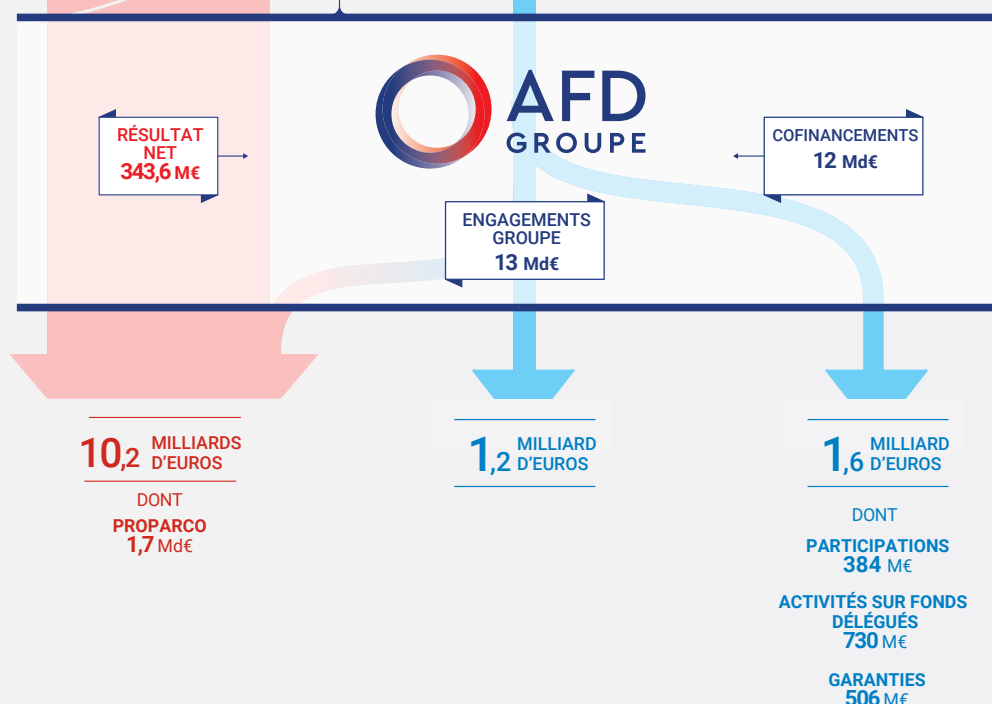 AFD
GROUPE
RÉSULTAT
NET
343,6 M€
COFINANCEMENTS
12 Md€
ENGAGEMENTS
GROUPE
13 Md€
10,2 MILLIARDS
D'EUROS
DONT
PROPARCO
1,7 Md€
1,2 MILLIARD
D'EUROS
1,6 MILLIARD
D'EUROS
DONT
PARTICIPATIONS
384 M€
ACTIVITÉS SUR FONDS
DÉLÉGUÉS
730 M€
GARANTIES
506 M€